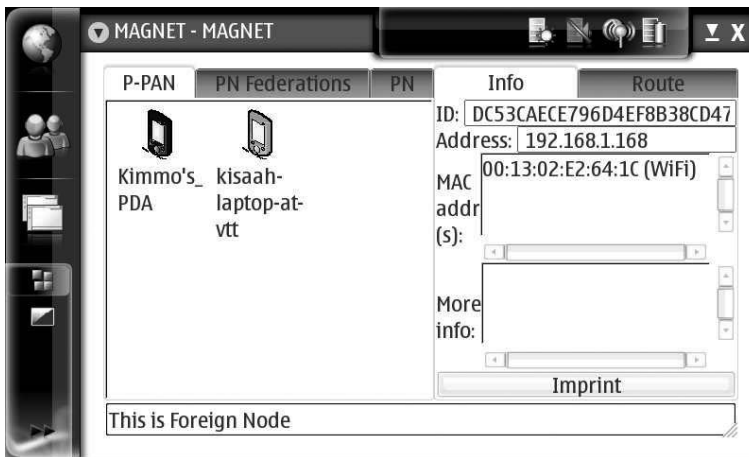 MAGNET - MAGNET
X
P-PAN
PN Federations
PN
Info
Route
Kimmo's_
PDA
kisaah-
laptop-at-
vtt
ID: DC53CAECE796D4EF8B38CD47
Address: 192.168.1.168
MAC
addr
(s):
00:13:02:E2:64:1C (WiFi)
More
info:
Imprint
This is Foreign Node